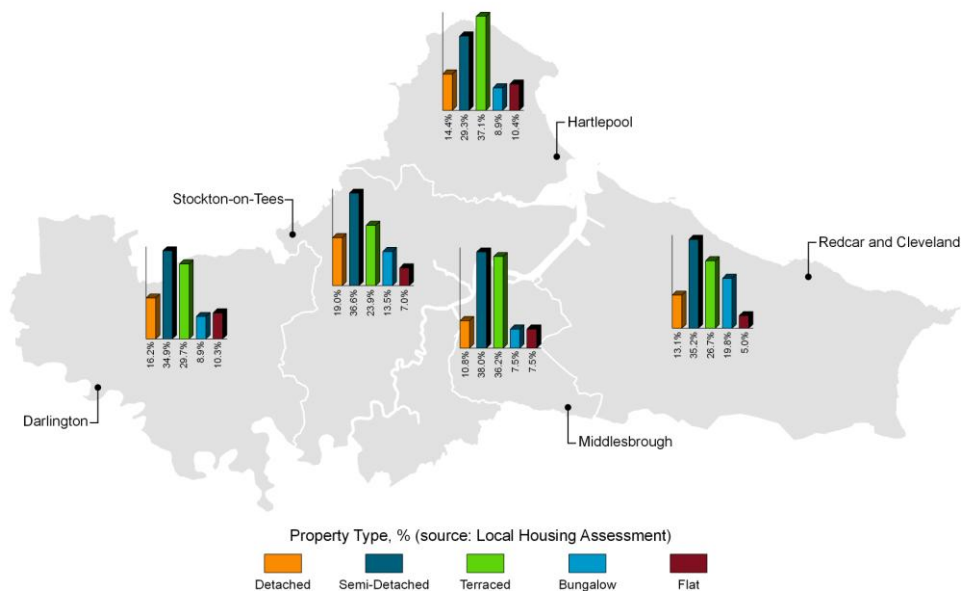 14.4%
29.3%
37.1%
8.9%
10.4%
Hartlepool
Stockton-on-Tees
19.0%
36.6%
23.9%
13.5%
7.0%
Redcar and Cleveland
16.2%
34.9%
29.7%
8.9%
10.3%
10.8%
38.0%
36.2%
7.5%
7.5%
13.1%
35.2%
26.7%
19.8%
5.0%
Darlington
Middlesbrough
Property Type, % (source: Local Housing Assessment)
Detached
Semi-Detached
Terraced
Bungalow
Flat